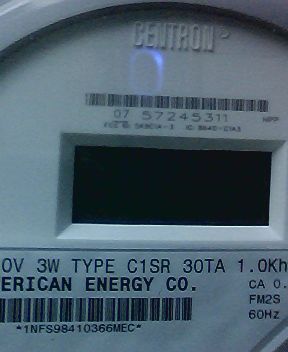 CENTRON
07 57245311
0V 3W TYPE C1SR 30TA 1.0Kh
ERICAN ENERGY CO.
CA 0.
FM2S
60Hz
*1NFS98410366MEC*